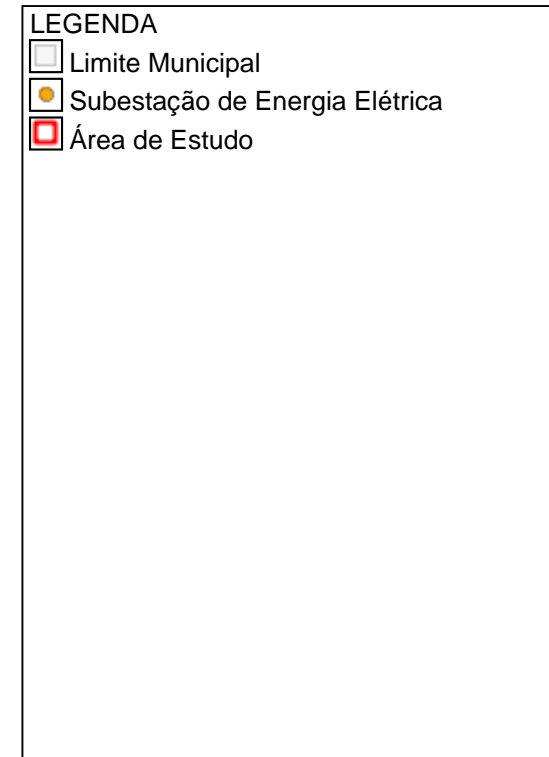 LEGENDA
Limite Municipal
Subestação de Energia Elétrica
Área de Estudo